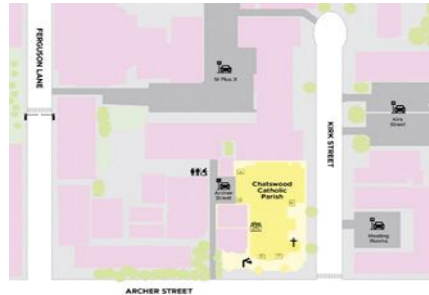 FERGUSON LANE
St Pius X
KIRK STREET
Kirk
Street
Chatswood
Catholic
Parish
Archer
Street
Meeting
Rooms
ARCHER STREET